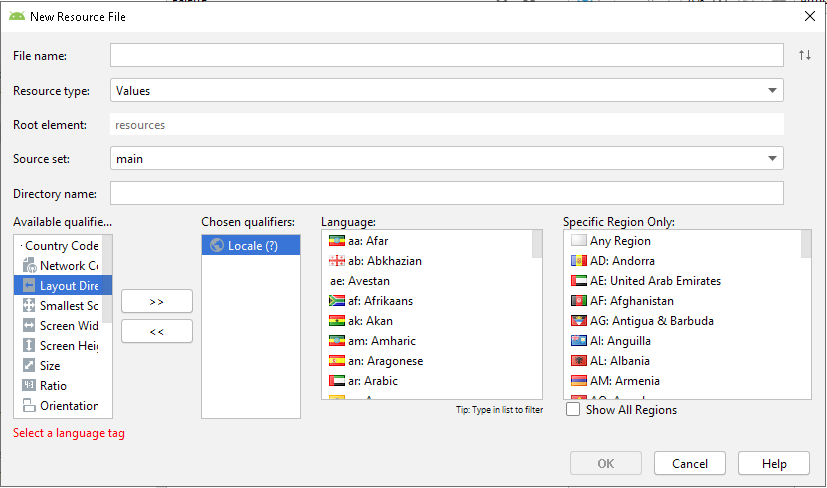 New Resource File
File name:
Resource type:
Values
Root element:
resources
Source set:
main
Directory name:
Available qualifie...
Country Code
Network Co
Layout Dire
Smallest Sc
Screen Wid
Screen Heig
Size
Ratio
Orientation
>>
<<
Chosen qualifiers:
Locale (?)
Language:
aa: Afar
ab: Abkhazian
ae: Avestan
af: Afrikaans
ak: Akan
am: Amharic
an: Aragonese
ar: Arabic
Tip: Type in list to filter
Specific Region Only:
Any Region
AD: Andorra
AE: United Arab Emirates
AF: Afghanistan
AG: Antigua & Barbuda
AI: Anguilla
AL: Albania
AM: Armenia
Show All Regions
Select a language tag
OK
Cancel
Help